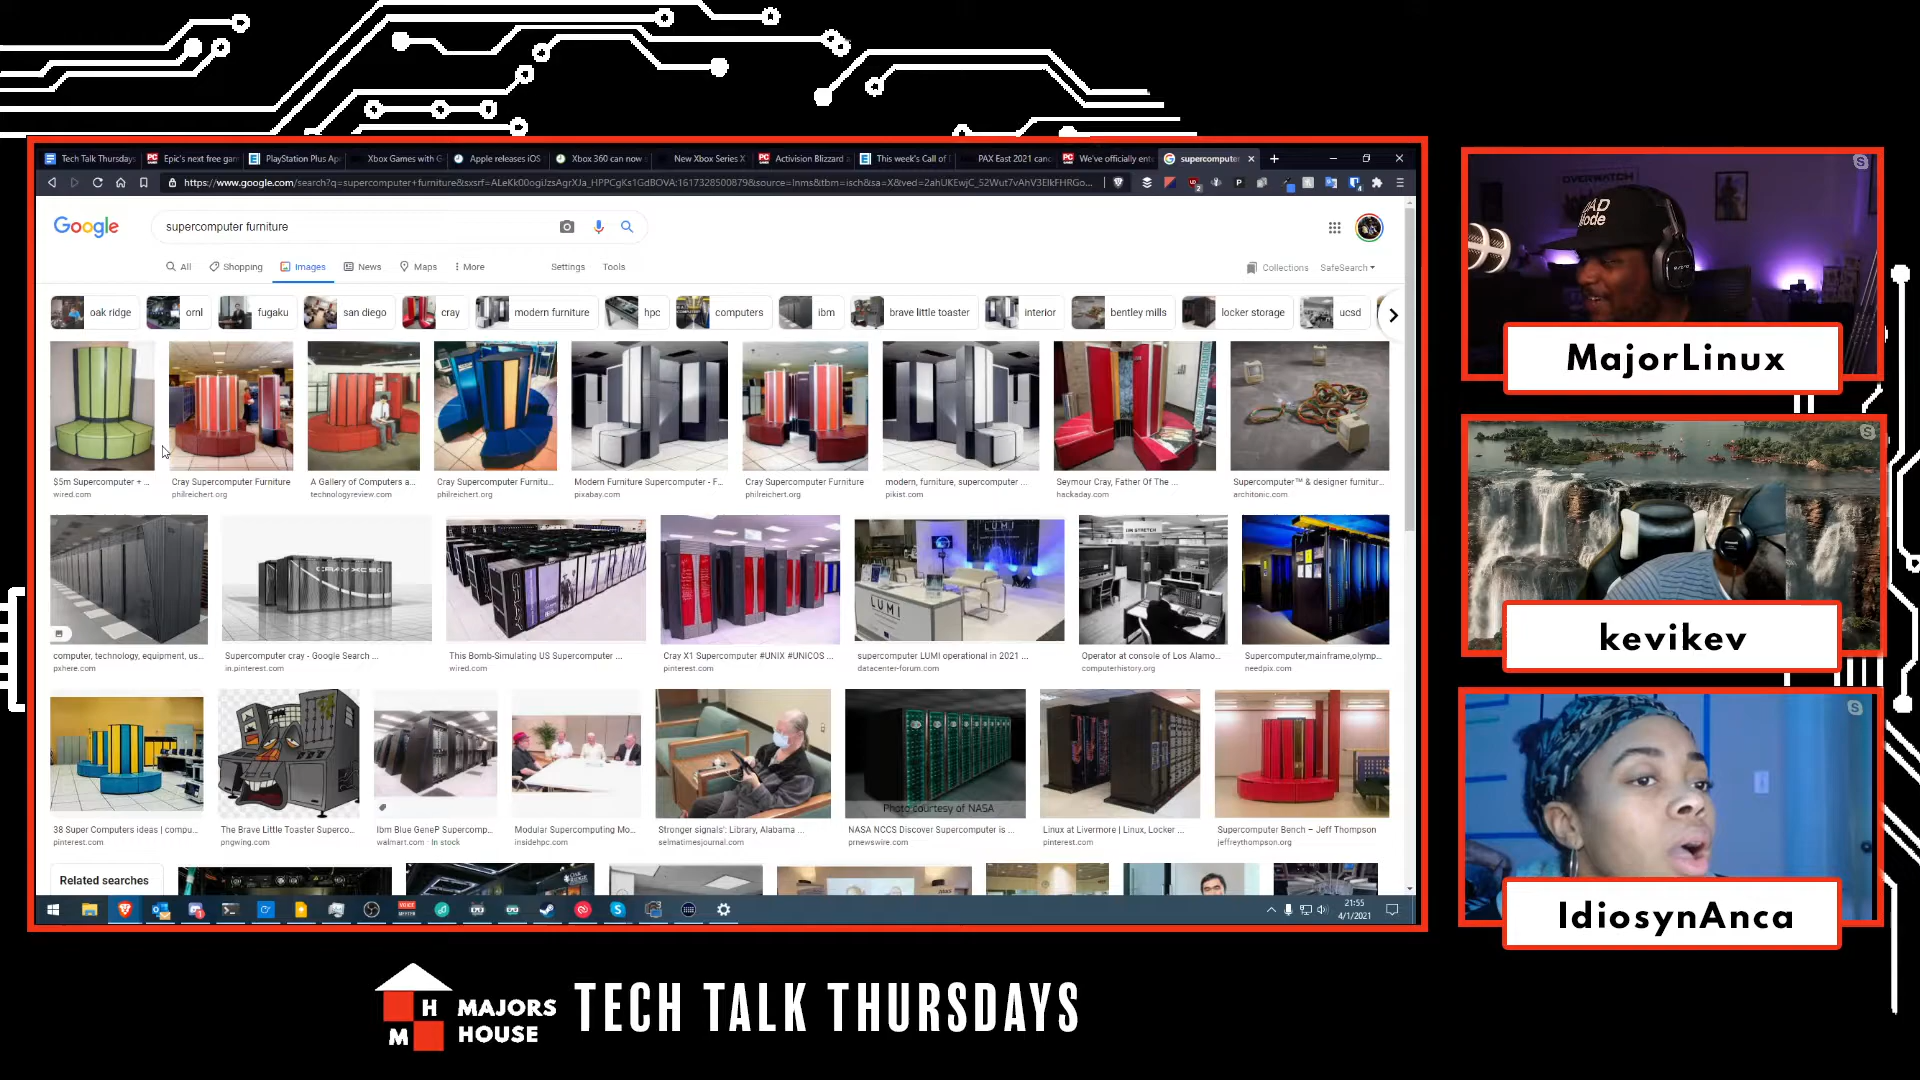 Tech Talk Thursdays
Epic's next free gam
PlayStation Plus Apr
Xbox Games with G
Apple releases iOS
Xbox 360 can now
New Xbox Series X
Activision Blizzard a
This week's Call of
PAX East 2021 canc
We've officially ent
supercomputer
Google
supercomputer furniture
All
Shopping
Images
News
Maps
More
Settings
Tools
Collections
SafeSearch
oak ridge
ornl
fugaku
san diego
cray
modern furniture
hpc
computers
ibm
brave little toaster
interior
bentley mills
locker storage
ucsd
$5m Supercomputer + ...
wired.com
Cray Supercomputer Furniture
philreichert.org
A Gallery of Computers a...
technologyreview.com
Cray Supercomputer Furnitu...
philreichert.org
Modern Furniture Supercomputer - F...
pixabay.com
Cray Supercomputer Furnitu...
philreichert.org
modern, furniture, supercomputer ...
pikist.com
Seymour Cray, Father Of The ...
hackaday.com
Supercomputer™ & designer furnitur...
architonic.com
computer, technology, equipment, us...
pxhere.com
Supercomputer cray - Google Search ...
in.pinterest.com
This Bomb-Simulating US Supercomputer ...
wired.com
Cray X1 Supercomputer #UNIX #UNICOS ...
pinterest.com
LUMI
LUMI
supercomputer LUMI operational in 2021 ...
datacenter-forum.com
Operator at console of Los Alamo...
computerhistory.org
Supercomputer,mainframe,olymp...
needpix.com
38 Super Computers ideas | compu...
pinterest.com
The Brave Little Toaster Superco...
pngwing.com
Ibm Blue GeneP Supercomp...
walmart.com · In stock
Modular Supercomputing Mo...
insidehpc.com
Stronger signals': Library, Alabama ...
selmatimesjournal.com
Photo courtesy of NASA
NASA NCCS Discover Supercomputer is ...
prnewswire.com
Linux at Livermore | Linux, Locker ...
pinterest.com
Supercomputer Bench – Jeff Thompson
jeffreythompson.org
Related searches
21:55
4/1/2021
OVERWATCH
MajorLinux
kevikev
IdiosynAnca
H
M
MAJORS
HOUSE
TECH TALK THURSDAYS